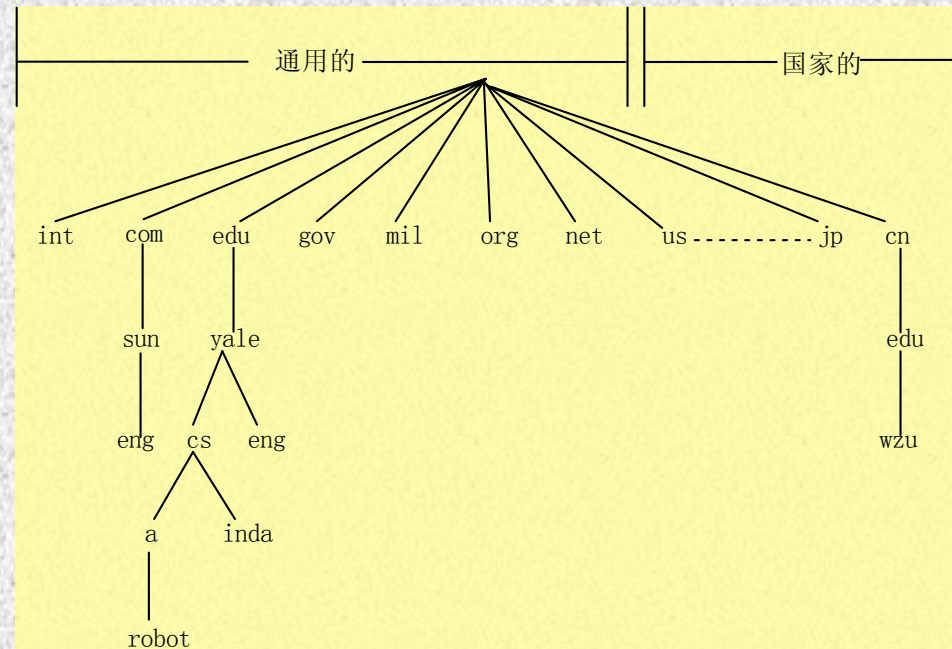 通用的 国家的
int com edu gov mil org net us jp cn
sun yale edu
eng cs eng wzu
a inda
robot